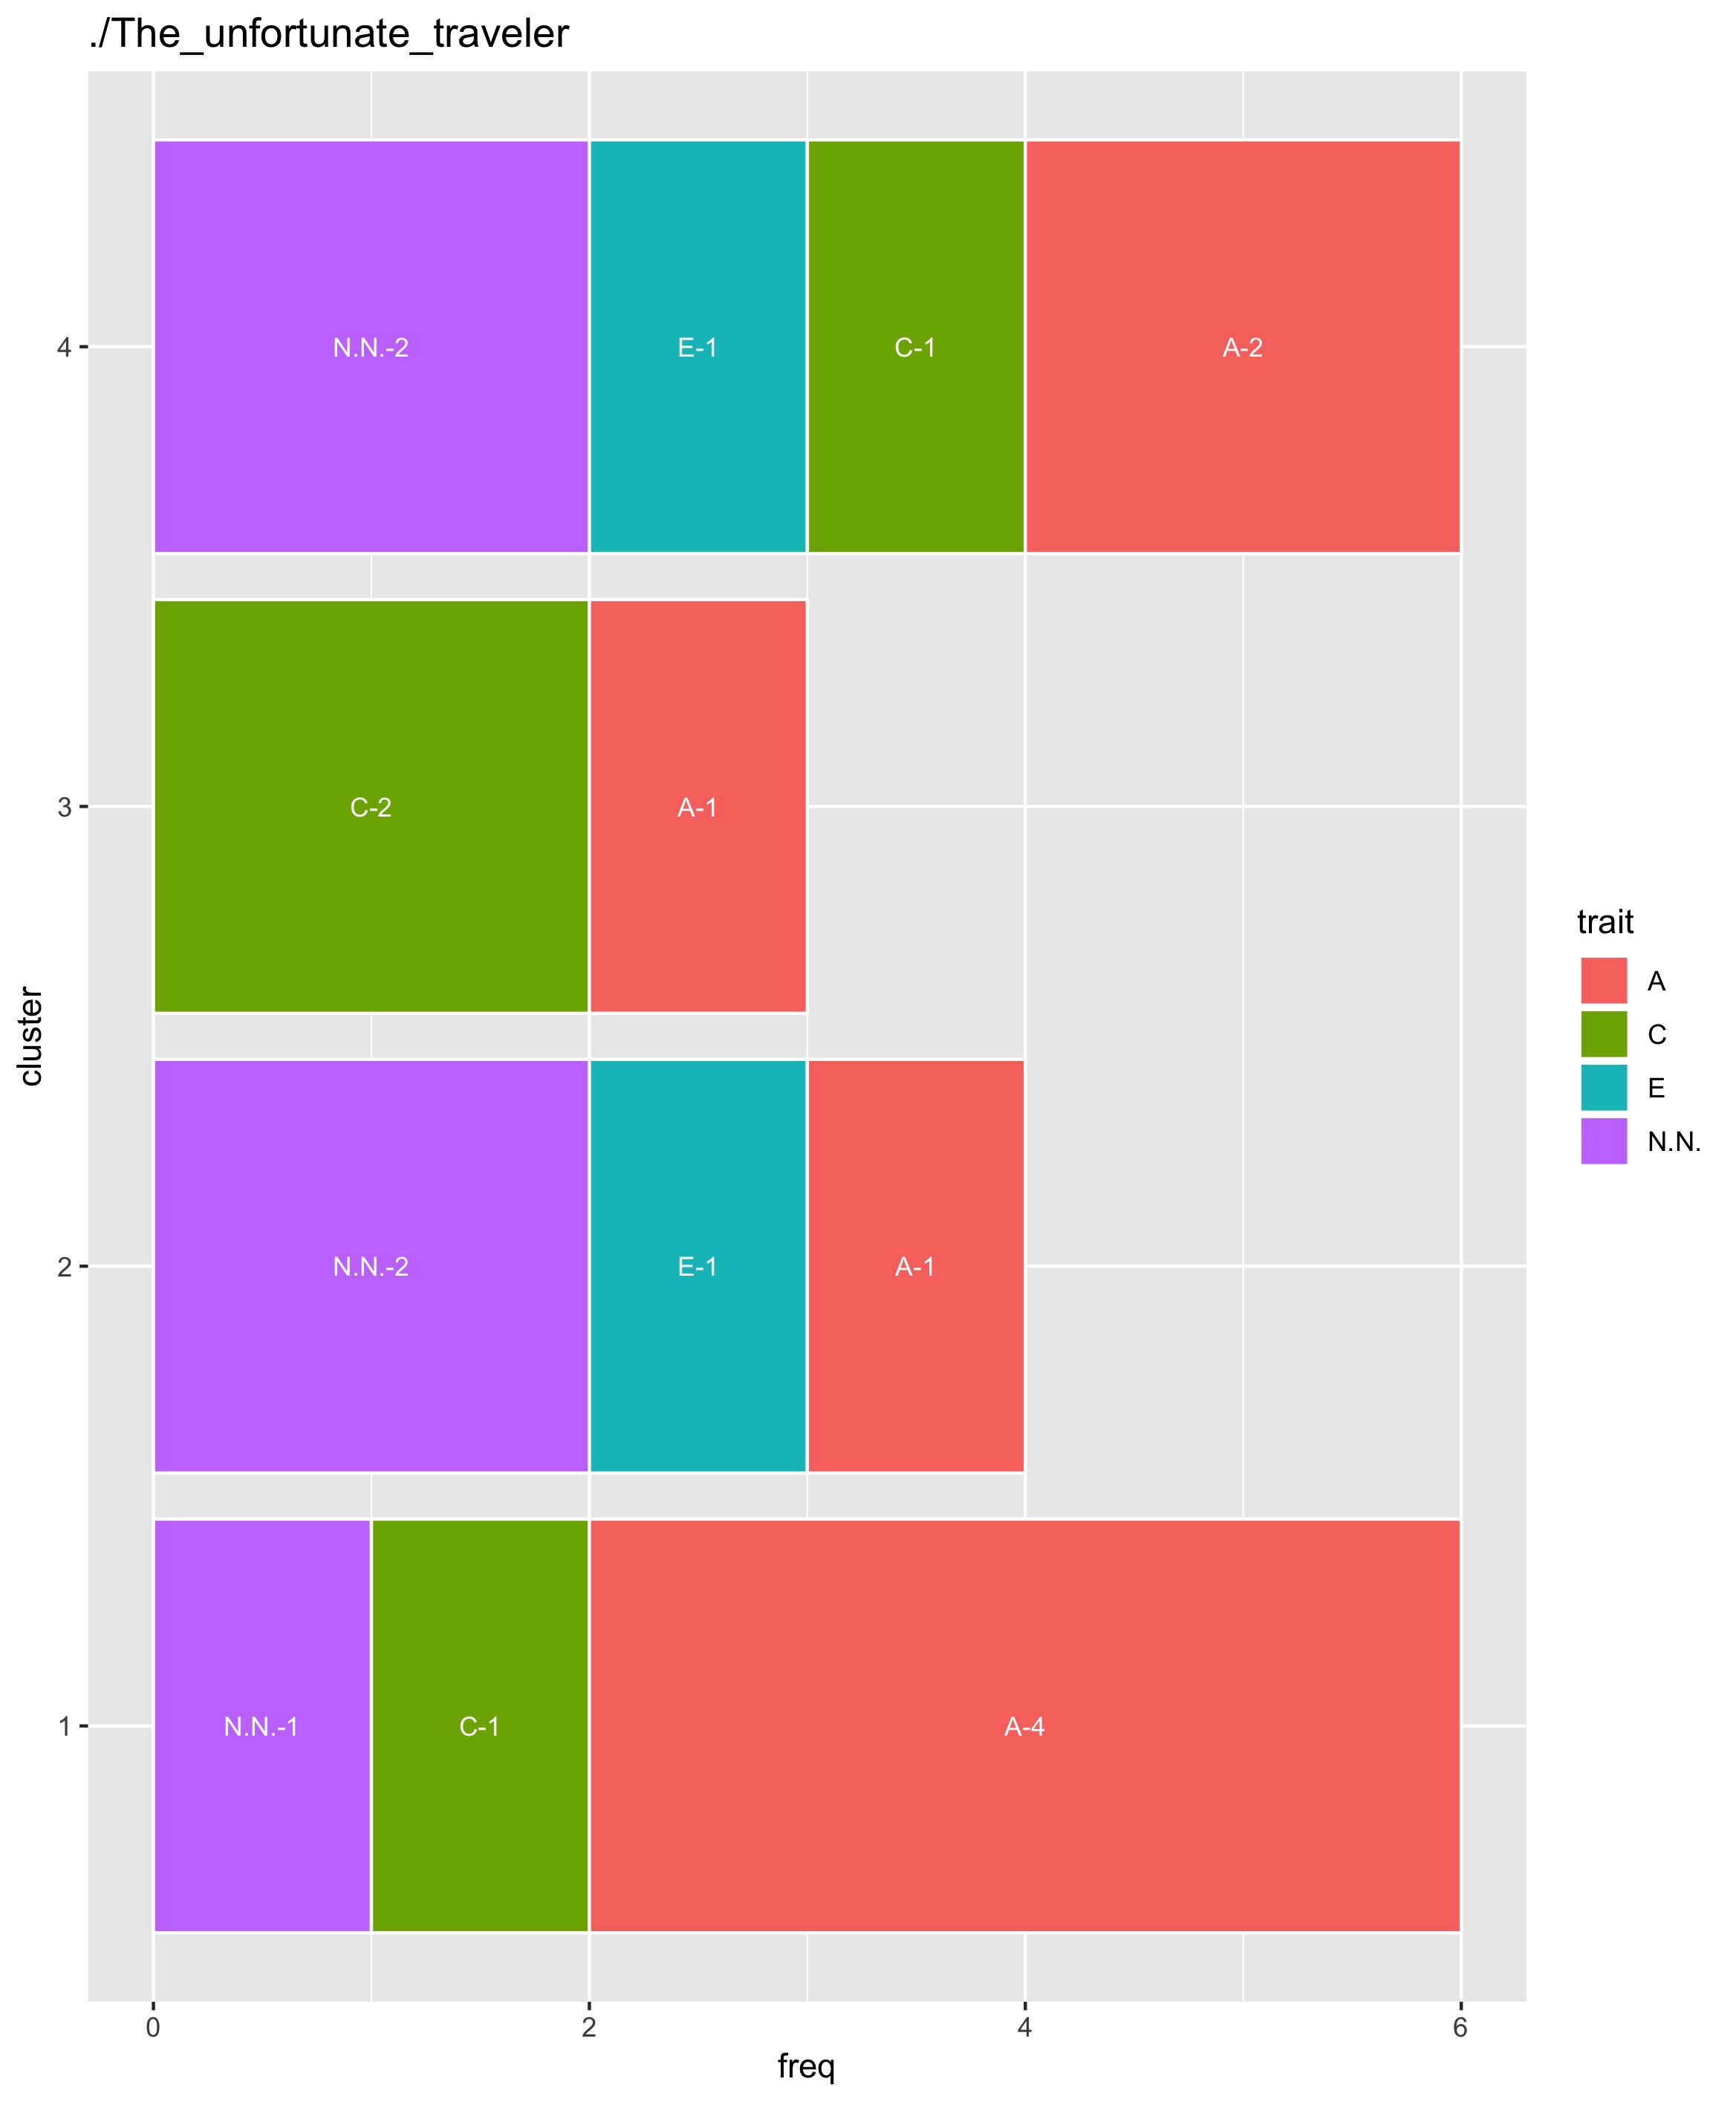 ./The_unfortunate_traveler
4
N.N.-2 E-1 C-1 A-2
3
C-2 A-1
2
N.N.-2 E-1 A-1
1
N.N.-1 C-1 A-4
cluster
0 2 4 6
freq
trait
A
C
E
N.N.